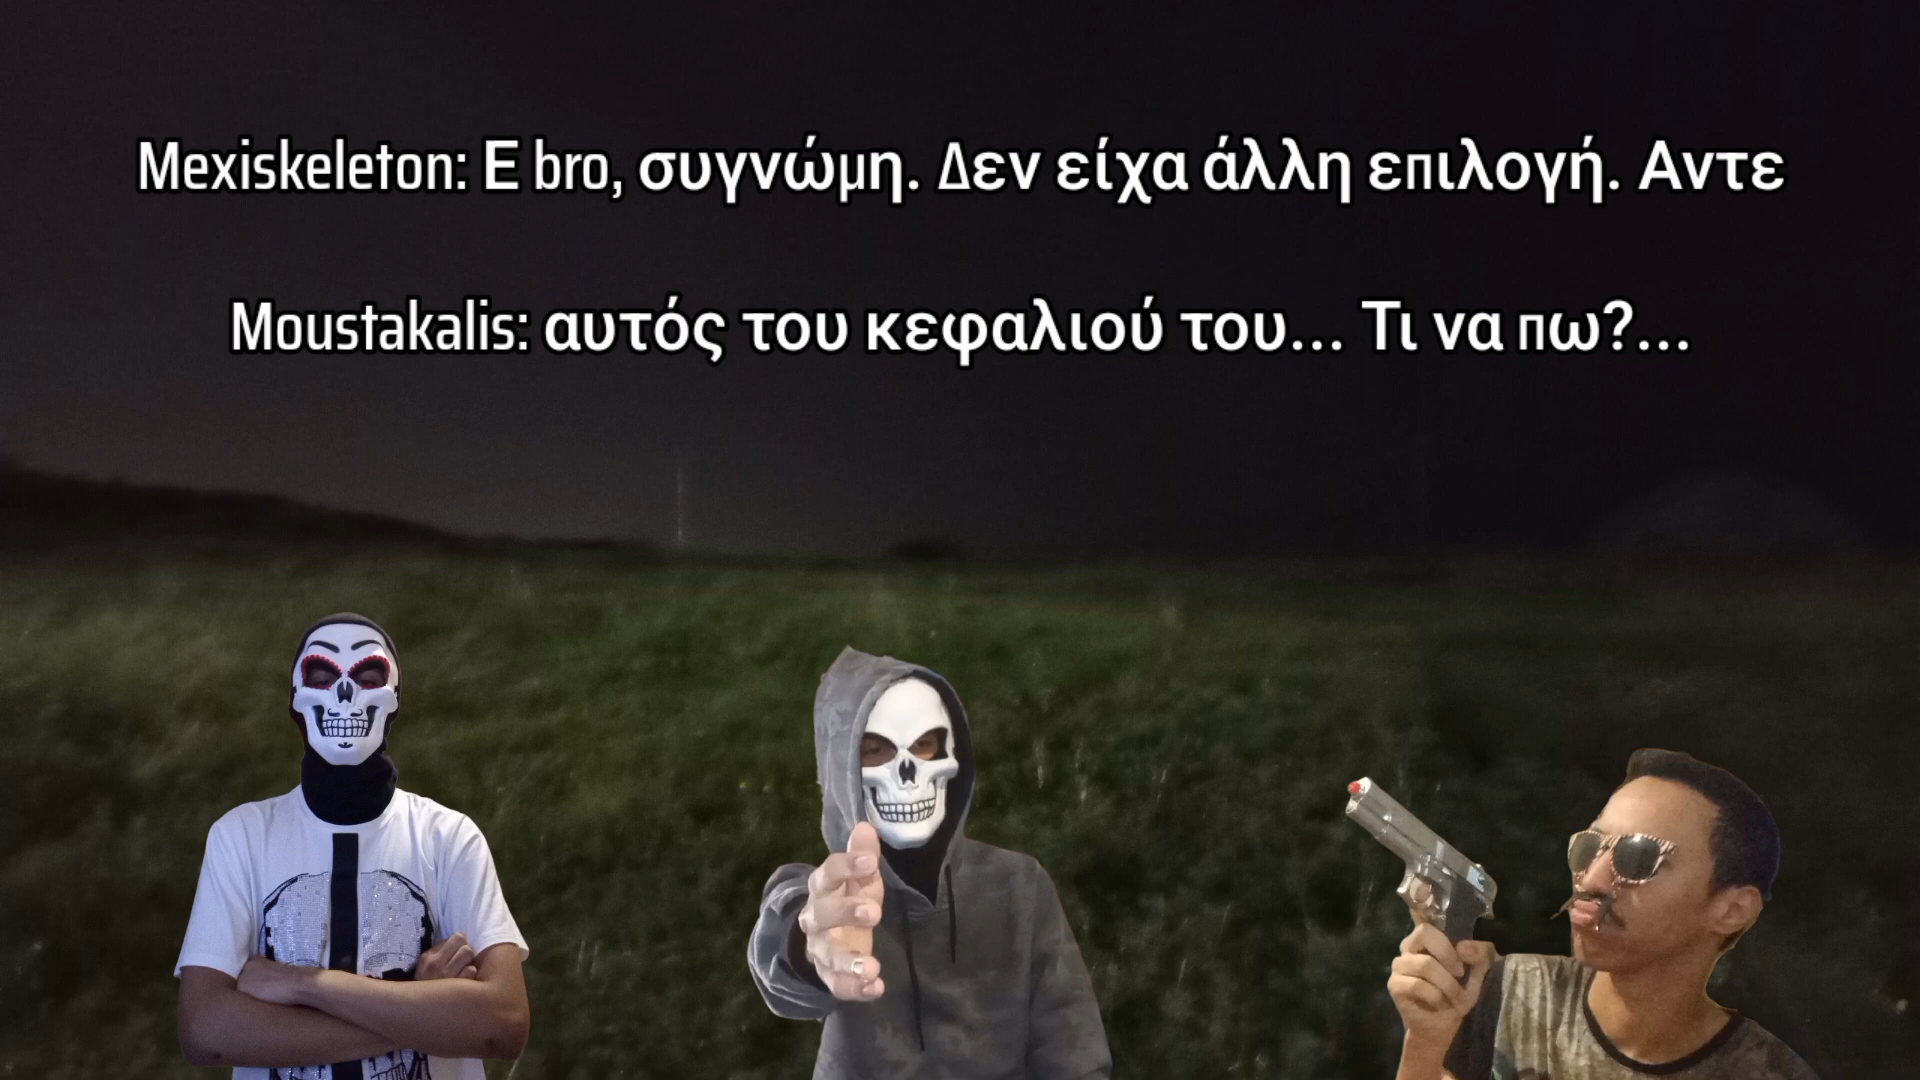 Mexiskeleton: Ε bro, συγνώμη. Δεν είχα άλλη επιλογή. Αντε
Moustakalis: αυτός του κεφαλιού του... Τι να πω?...